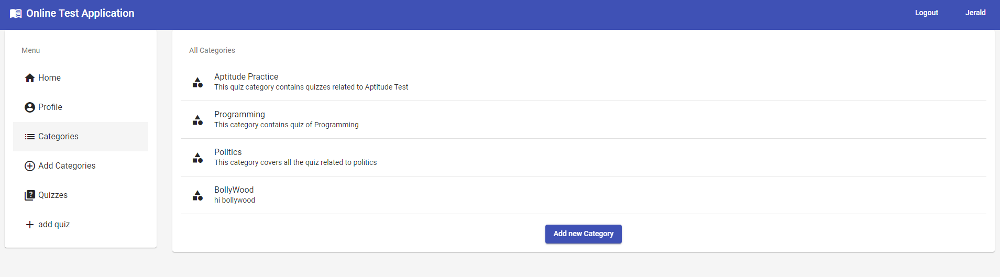 Online Test Application
Logout
Jerald
Menu
Home
Profile
Categories
Add Categories
Quizzes
add quiz
All Categories
Aptitude Practice
This quiz category contains quizzes related to Aptitude Test
Programming
This category contains quiz of Programming
Politics
This category covers all the quiz related to politics
BollyWood
hi bollywood
Add new Category